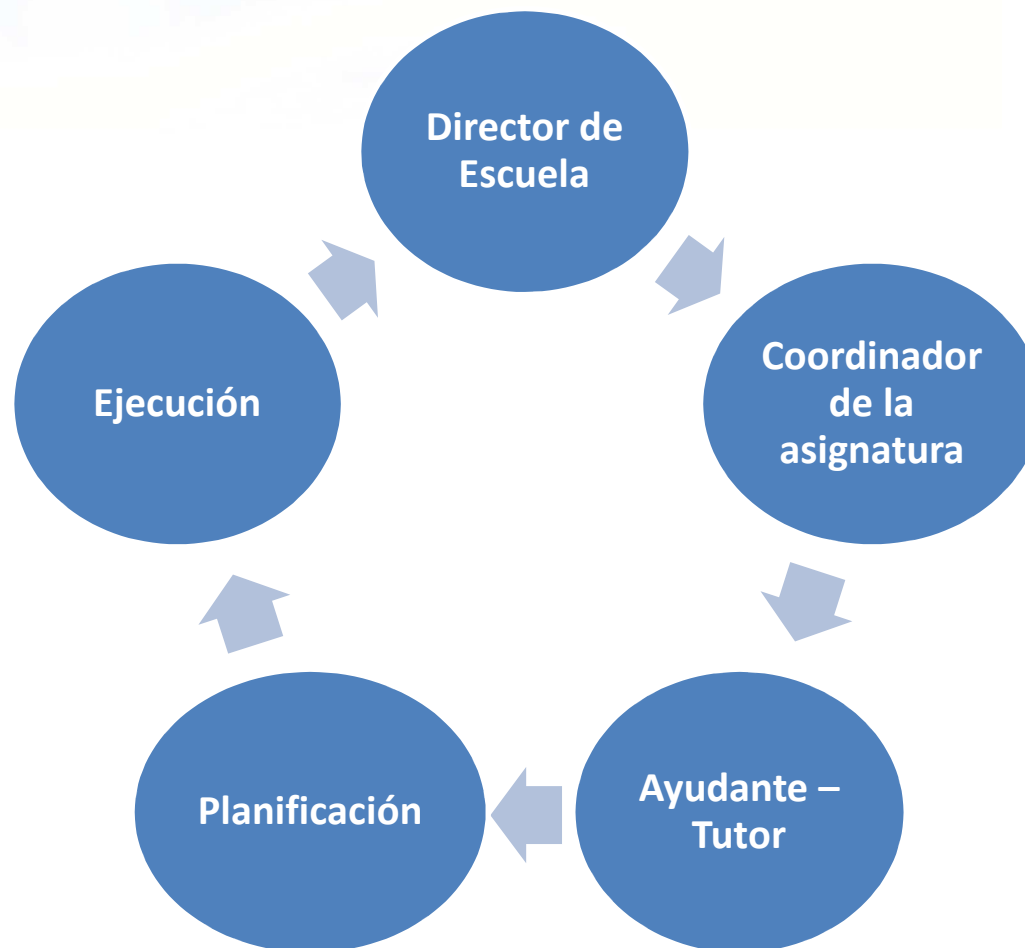 Director de
Escuela
Coordinador
de la
asignatura
Ayudante –
Tutor
Planificación
Ejecución